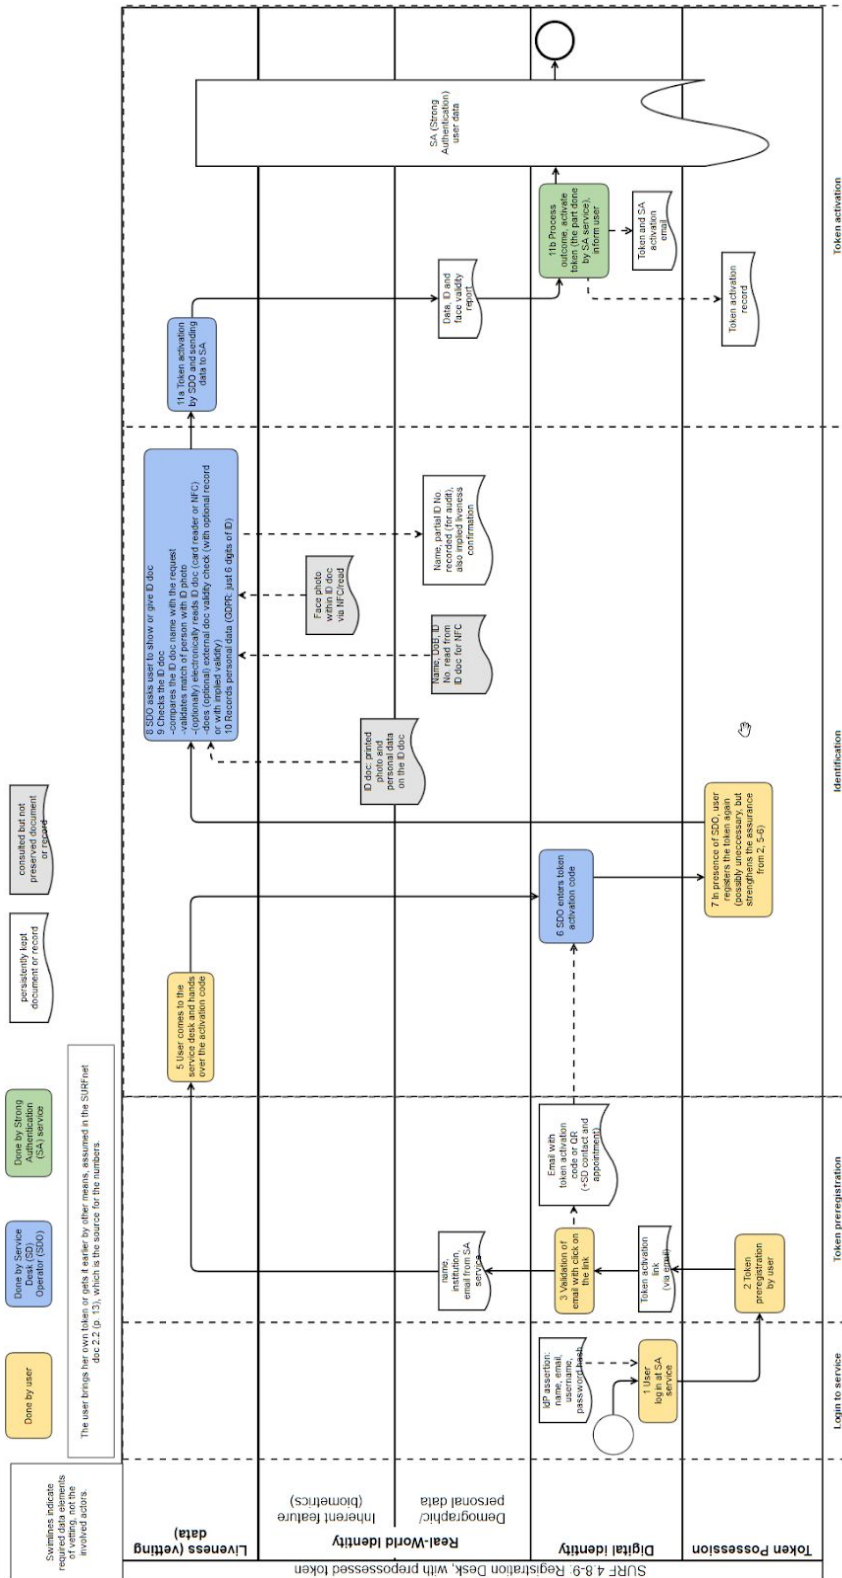 Swimlines indicate
required data elements
of vetting, not the
involved actors.
Done by user
Done by Service
Desk (SD)
Operator (SDO)
Done by Strong
Authentication
(SA) service
persistently kept
document or record
consulted but not
preserved document
or record
The user brings her own token or gets it earlier by other means, assumed in the SURFnet
doc 2.2 (p. 13), which is the source for the numbers.
SURF 4.8-9: Registration Desk, with prepossessed token
Liveness (vetting
data)
Real-World Identity
Inherent feature
(biometrics)
Demographic/
personal data
Digital identity
Token Possession
Login to service
Token preregistration
Identification
Token activation
IdP assertion:
name, email,
username,
password hash
1 User
login at SA
service
2 Token
preregistration
by user
Token activation
link
(via email)
3 Validation of
email with click on
the link
name,
institution,
email from SA
service
Email with
token activation
code or QR
(+SD contact and
appointment)
5 User comes to the
service desk and hands
over the activation code
6 SDO enters token
activation code
7 In presence of SDO, user
registers the token again
(possibly uneccessary, but
strengthens the assurance
from 2, 5-6)
8 SDO asks user to show or give ID doc
9 Checks the ID doc
-compares the ID doc name with the request
-validates match of person with ID photo
-(optionally) electronically reads ID doc (card reader or NFC)
-does (optional) external doc validity check (with optional record
or with implied validity)
10 Records personal data (GDPR: just 6 digits of ID)
ID doc: printed
photo and
personal data
on the ID doc
Name, DoB, ID
No. read from
ID doc for NFC
Face photo
within ID doc
via NFC/read
Name, partial ID No.
recorded (for audit),
also implied liveness
confirmation
11a Token activation
by SDO and sending
data to SA
Data, ID and
face validity
report
11b Process
outcome, activate
token (the part done
by SA service),
inform user
Token and SA
activation
email
Token activation
record
SA (Strong
Authentication)
user data